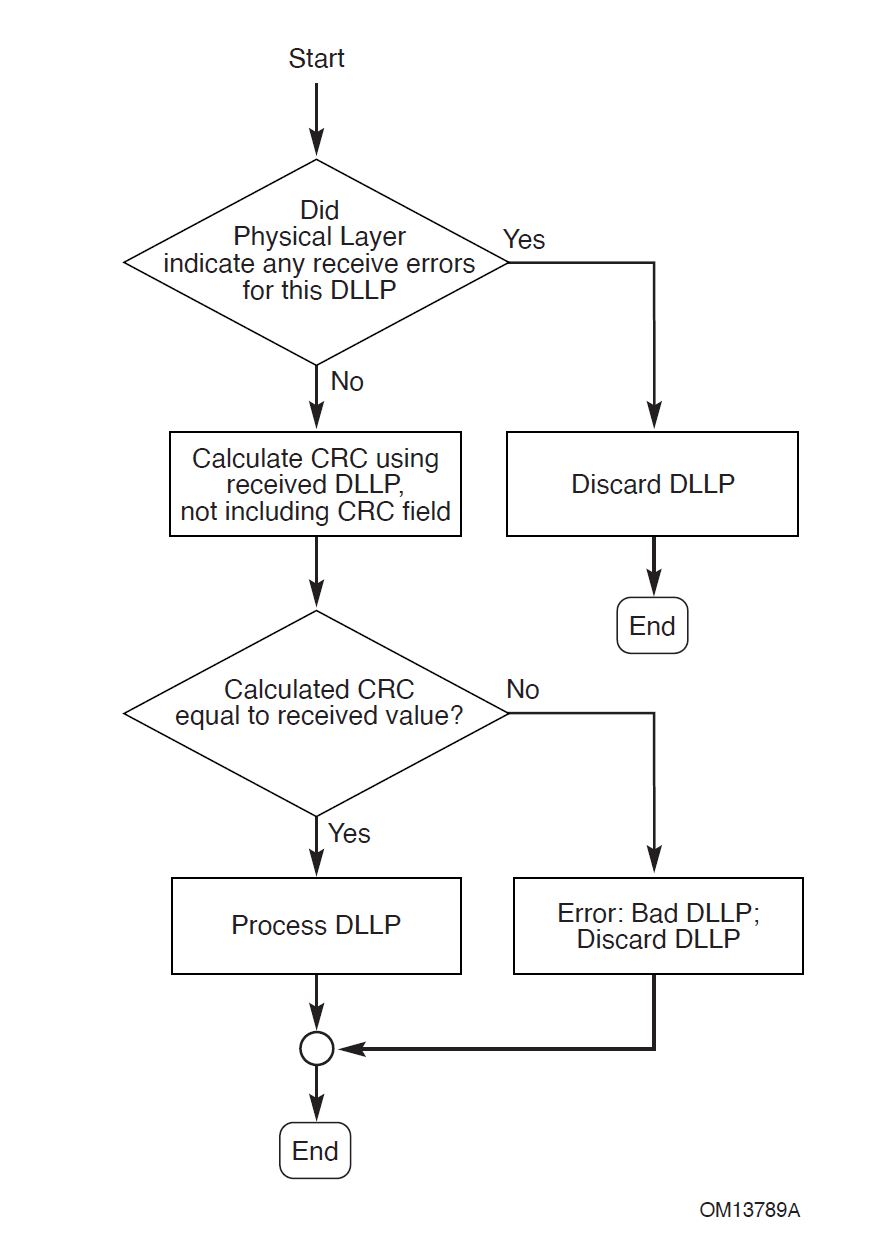 Start
Did
Physical Layer
indicate any receive errors
for this DLLP
Yes
No
Calculate CRC using
received DLLP,
not including CRC field
Discard DLLP
End
Calculated CRC
equal to received value?
No
Yes
Process DLLP
Error: Bad DLLP;
Discard DLLP
End
OM13789A